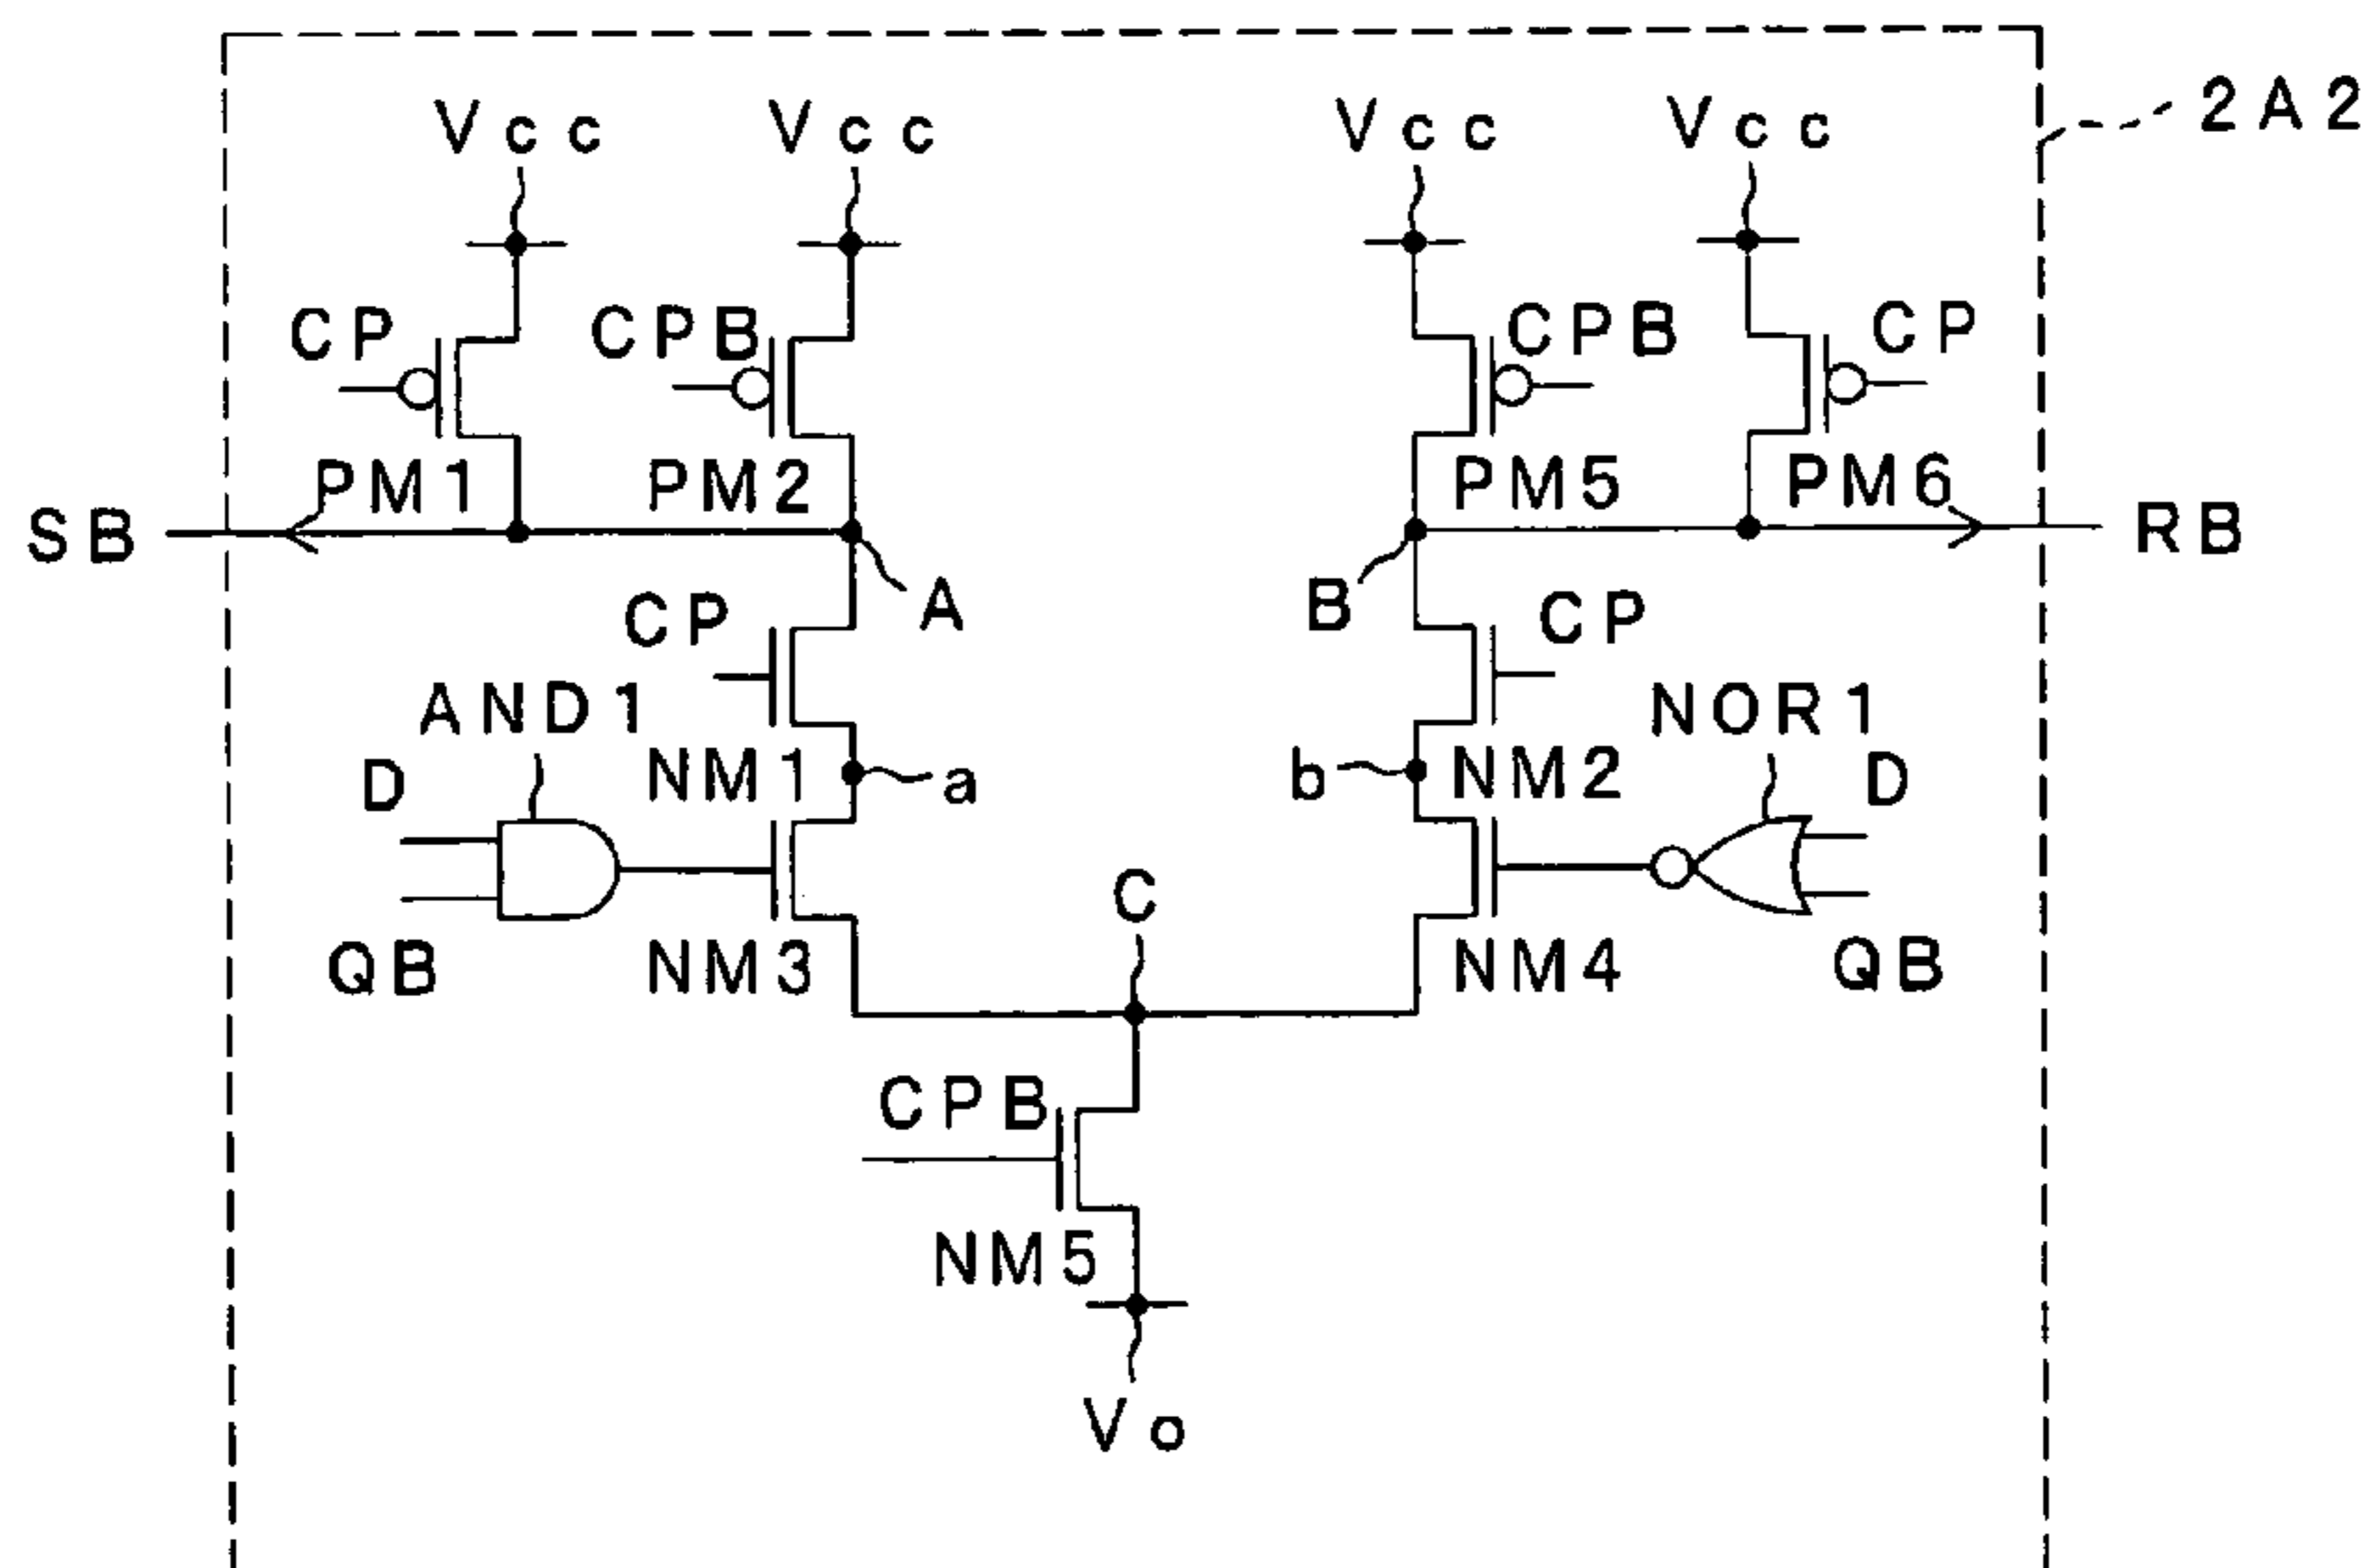 2A2
Vcc Vcc Vcc Vcc
CP CPB CPB CP
PM1 PM2 PM5 PM6
SB RB
A B
CP CP
AND1 NOR1
D NM1 a b NM2 D
C
QB NM3 NM4 QB
CPB
NM5
Vo